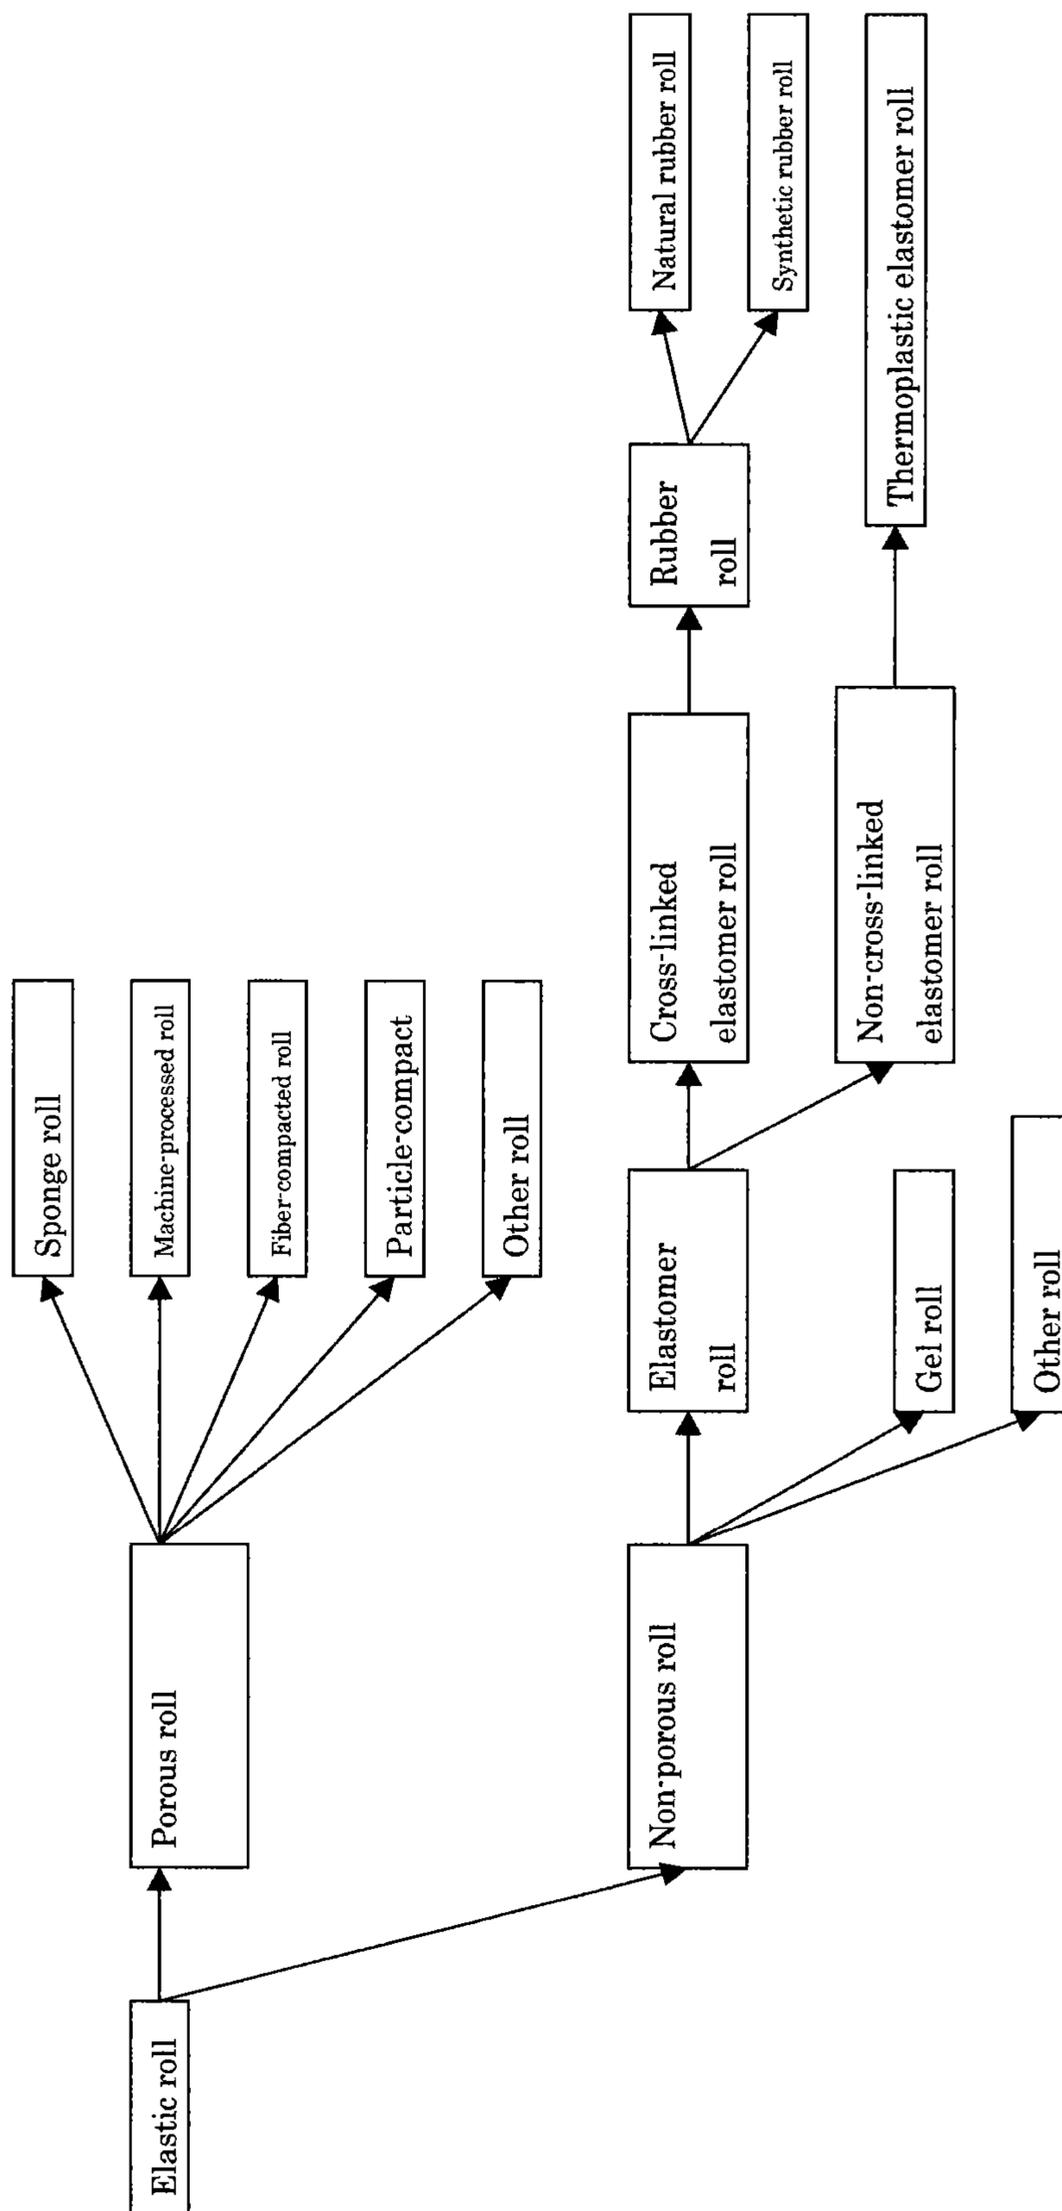 Elastic roll
Porous roll
Sponge roll
Machine-processed roll
Fiber-compacted roll
Particle-compact
Other roll
Non-porous roll
Elastomer
roll
Gel roll
Other roll
Cross-linked
elastomer roll
Non-cross-linked
elastomer roll
Rubber
roll
Natural rubber roll
Synthetic rubber roll
Thermoplastic elastomer roll